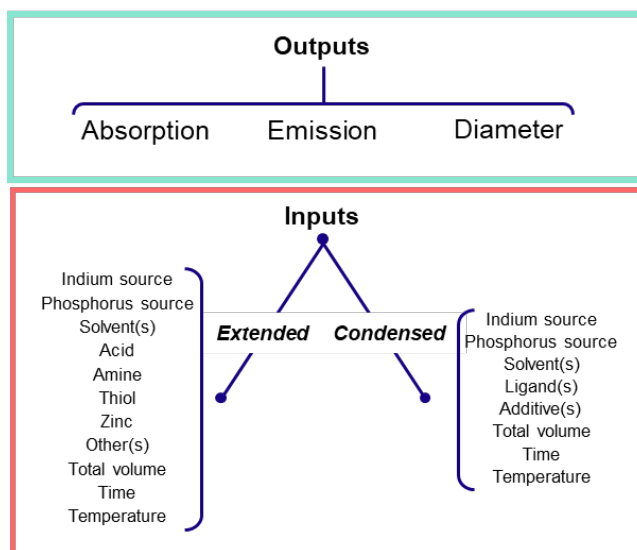 Outputs
Absorption Emission Diameter
Inputs
Extended Condensed
Indium source
Phosphorus source
Solvent(s)
Acid
Amine
Thiol
Zinc
Other(s)
Total volume
Time
Temperature
Indium source
Phosphorus source
Solvent(s)
Ligand(s)
Additive(s)
Total volume
Time
Temperature